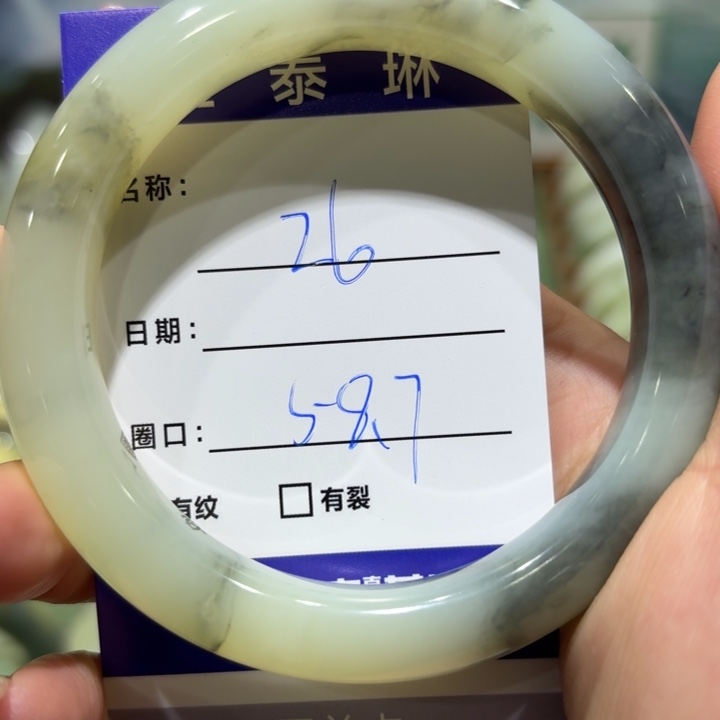 泰琳
名称: 26
日期:
圈口: 58.7
有纹 有裂